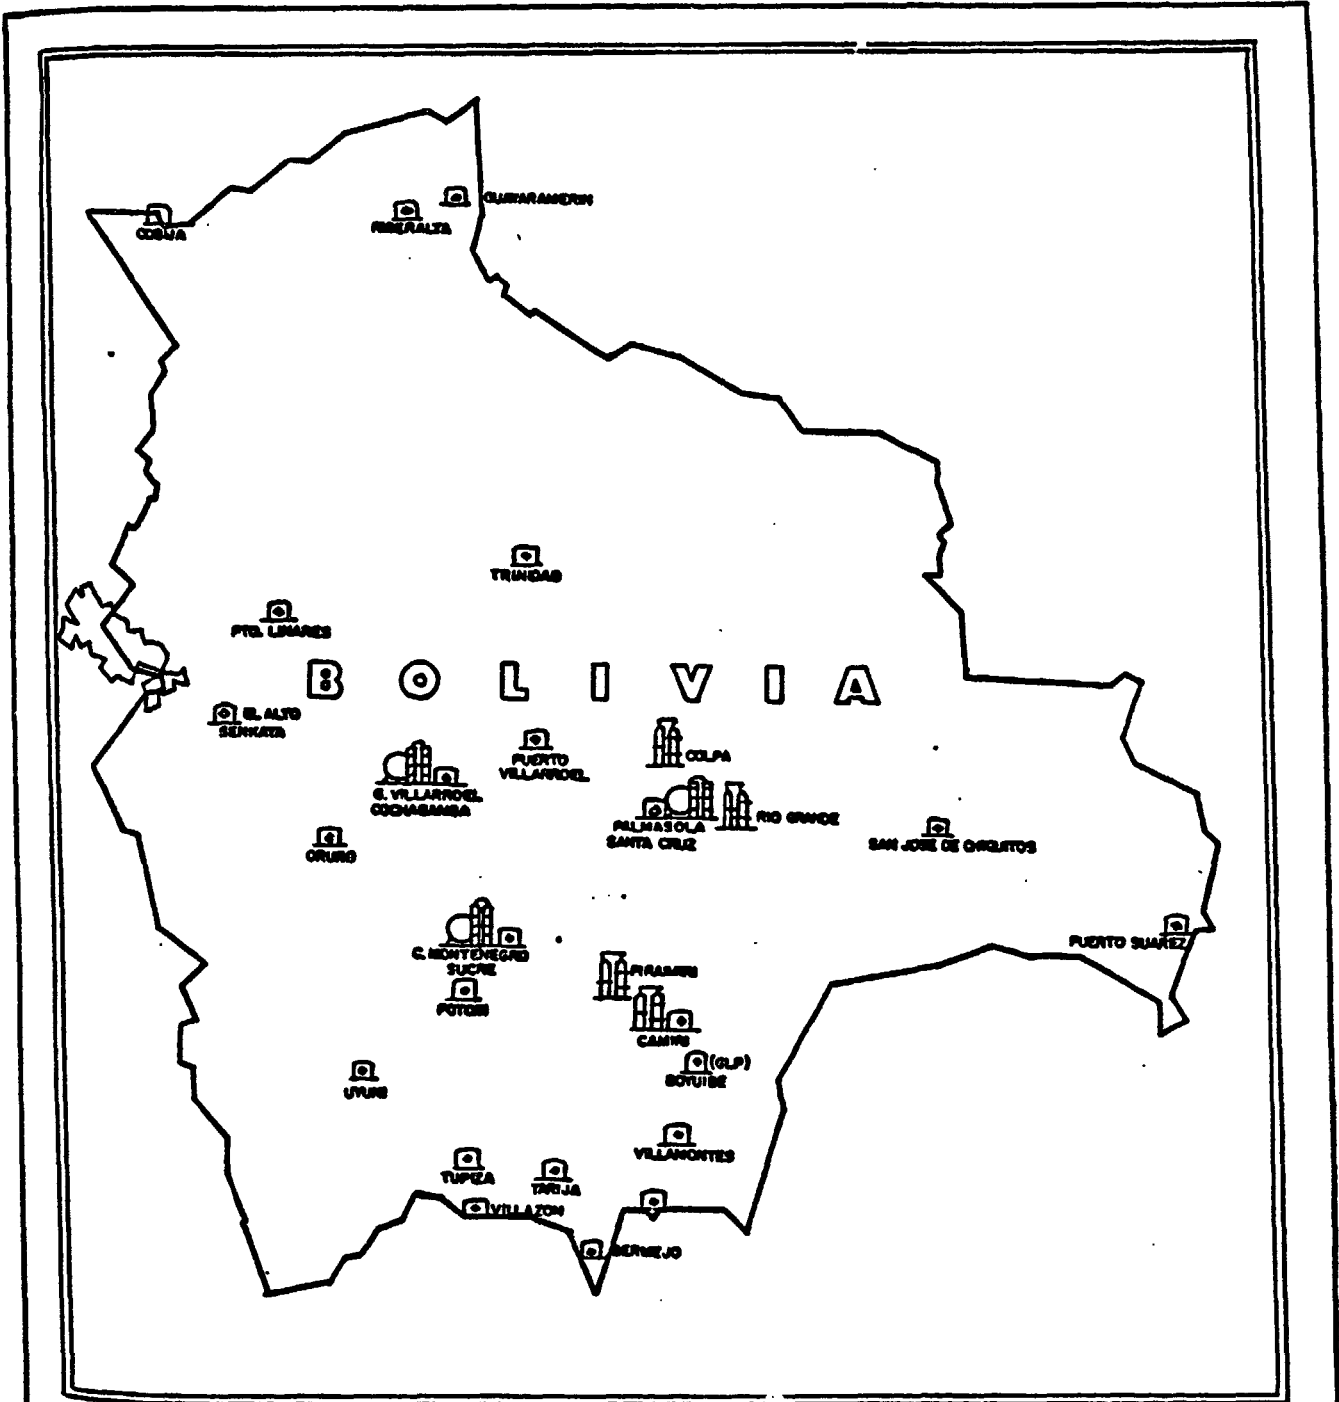 GUAYARAMERIN
RIBERALTA
COBIJA
TRINIDAD
PTO. LINARES
BOLIVIA
EL ALTO
SENKATA
COLPA
PUERTO
VILLARROEL
G. VILLARROEL
COCHABAMBA
RIO GRANDE
PALMASOLA
SANTA CRUZ
SAN JOSE DE CHIQUITOS
ORURO
PUERTO SUAREZ
C. MONTENEGRO
SUCRE
POTOSI
CAMIRI
(GLP)
BOYUIBE
UYUNI
VILLAMONTES
TUPIZA
TARIJA
VILLAZON
BERMEJO